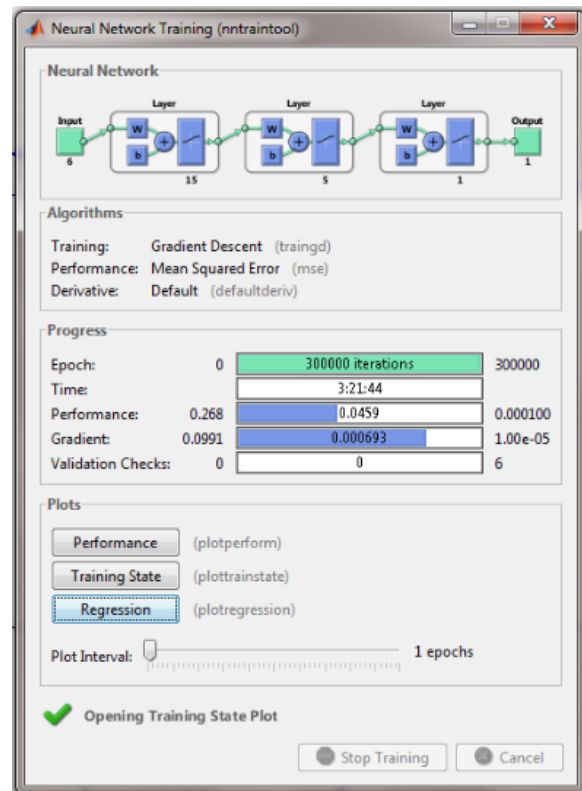 Neural Network Training (nntraintool)
Neural Network
Layer Layer Layer
Input Output
W W W
b b b
6 1
15 5 1
Algorithms
Training: Gradient Descent (traingd)
Performance: Mean Squared Error (mse)
Derivative: Default (defaultderiv)
Progress
Epoch: 0 300000 iterations 300000
Time: 3:21:44
Performance: 0.268 0.0459 0.000100
Gradient: 0.0991 0.000693 1.00e-05
Validation Checks: 0 0 6
Plots
Performance (plotperform)
Training State (plottrainstate)
Regression (plotregression)
Plot Interval: 1 epochs
Opening Training State Plot
Stop Training Cancel